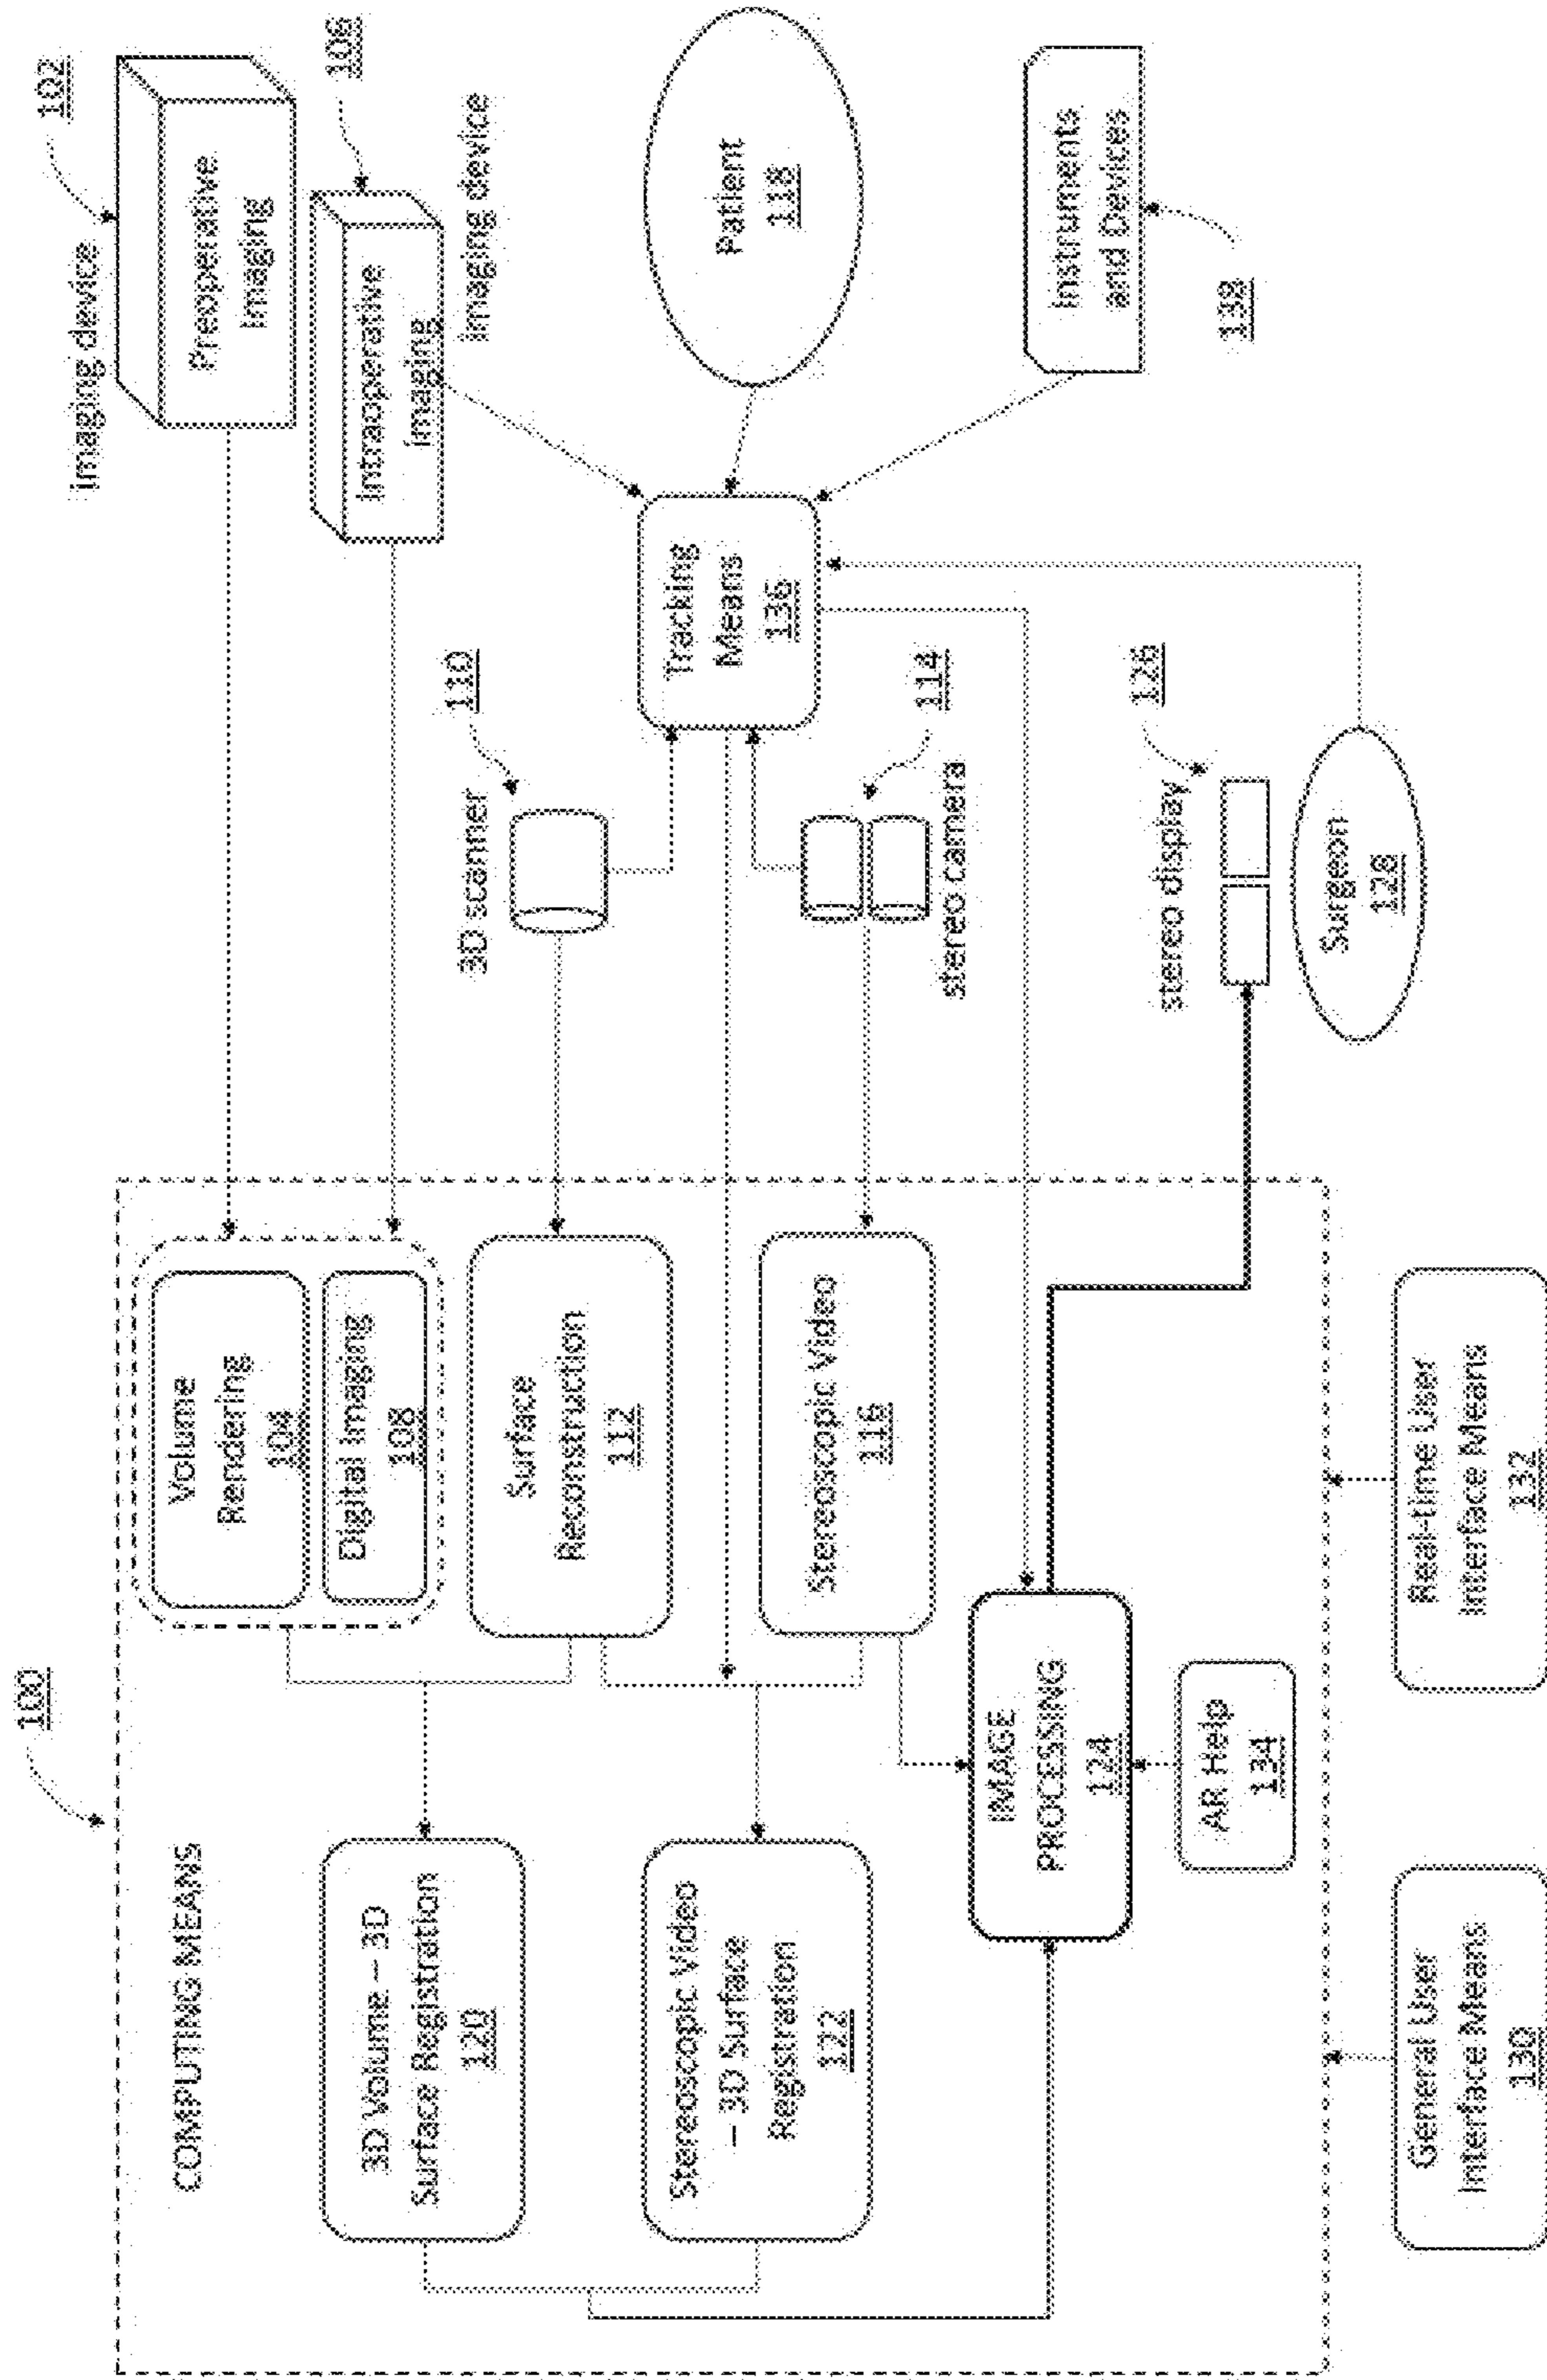 100
COMPUTING MEANS
Volume
Rendering
104
Digital Imaging
108
3D Volume – 3D
Surface Registration
120
Surface
Reconstruction
112
Stereoscopic Video
– 3D Surface
Registration
122
Stereoscopic Video
116
IMAGE
PROCESSING
124
AR Help
134
General User
Interface Means
130
Real-time User
Interface Means
132
imaging device
102
Preoperative
Imaging
106
Intraoperative
Imaging
imaging device
3D scanner
110
Tracking
Means
136
Patient
118
114
stereo camera
Instruments
and Devices
138
stereo display
126
Surgeon
128